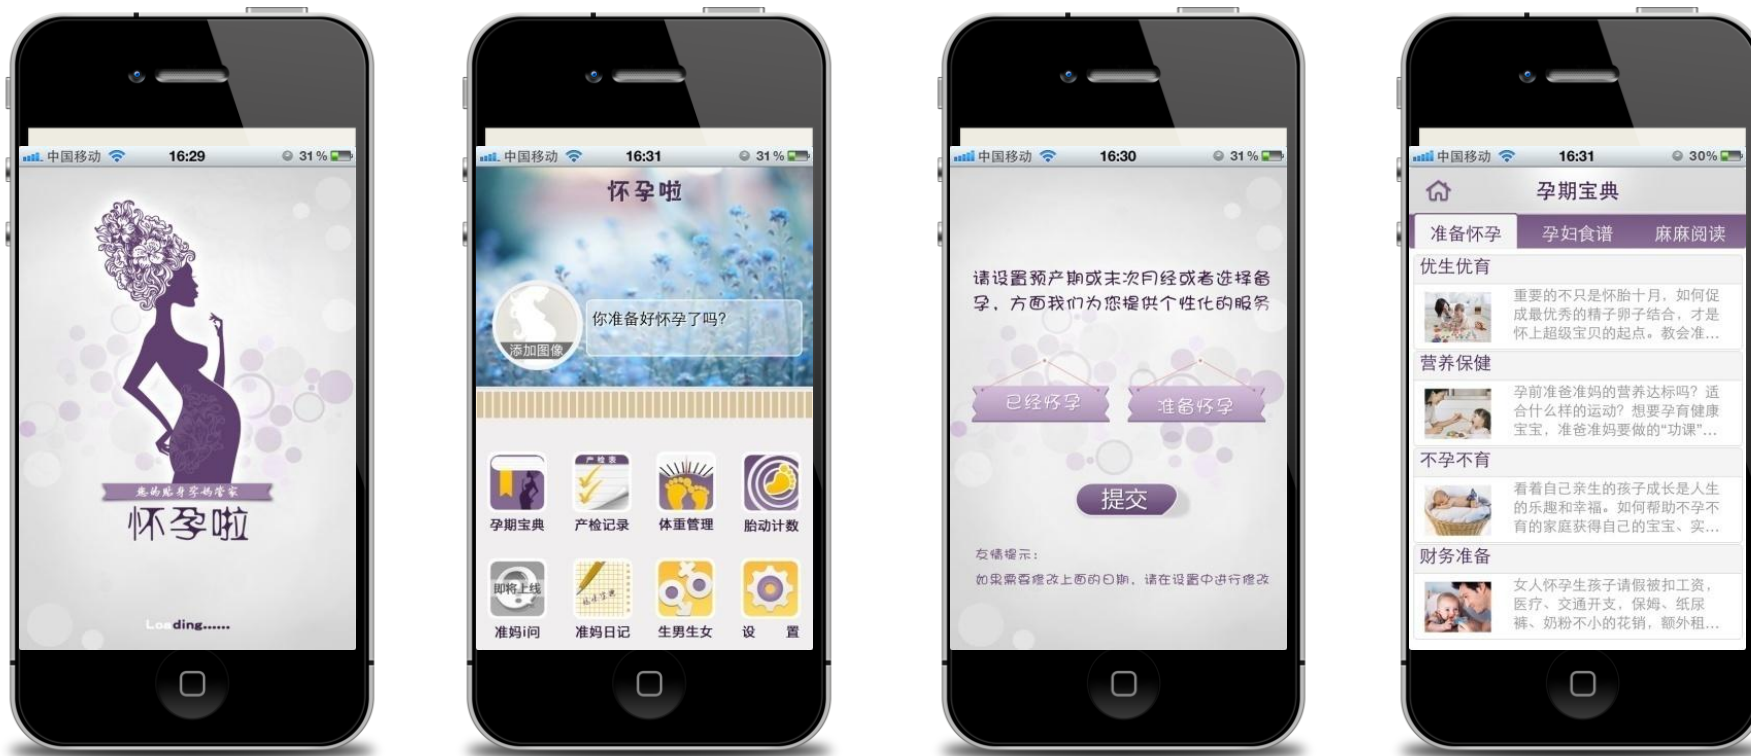 中国移动 16:29 31%
您的贴身孕妈管家
怀孕啦
Loading......
中国移动 16:31 31%
怀孕啦
你准备好怀孕了吗?
添加图像
产检表
孕期宝典 产检记录 体重管理 胎动计数
即将上线
准妈i问 准妈日记 生男生女 设 置
中国移动 16:30 31%
请设置预产期或末次月经或者选择备
孕,方面我们为您提供个性化的服务
已经怀孕 准备怀孕
提交
友情提示:
如果需要修改上面的日期,请在设置中进行修改
中国移动 16:31 30%
孕期宝典
准备怀孕 孕妇食谱 麻麻阅读
优生优育
重要的不只是怀胎十月,如何促
成最优秀的精子卵子结合,才是
怀上超级宝贝的起点。教会准...
营养保健
孕前准爸准妈的营养达标吗?适
合什么样的运动?想要孕育健康
宝宝,准爸准妈要做的“功课”...
不孕不育
看着自己亲生的孩子成长是人生
的乐趣和幸福。如何帮助不孕不
育的家庭获得自己的宝宝、实...
财务准备
女人怀孕生孩子请假被扣工资,
医疗、交通开支,保姆、纸尿
裤、奶粉不小的花销,额外租...